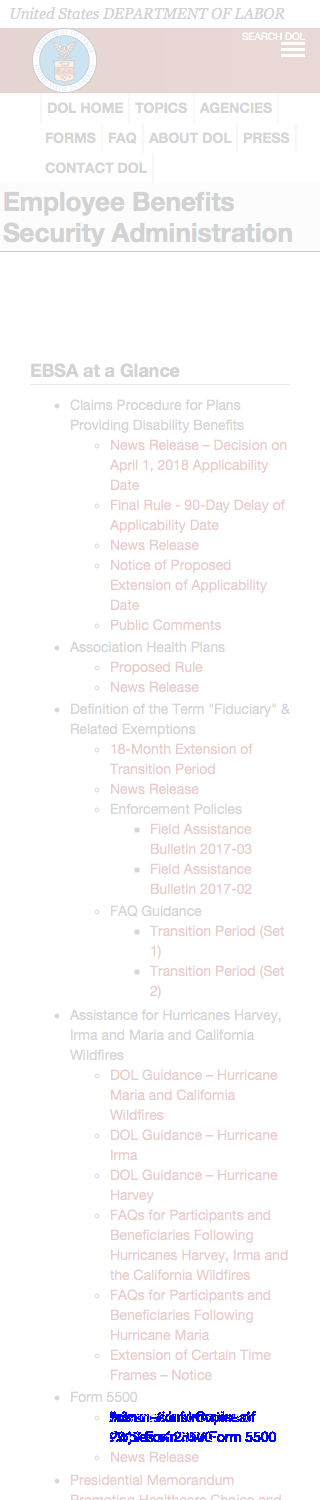 United States DEPARTMENT OF LABOR
SEARCH DOL
DOL HOME TOPICS AGENCIES
FORMS FAQ ABOUT DOL PRESS
CONTACT DOL
Employee Benefits
Security Administration
EBSA at a Glance
Claims Procedure for Plans
Providing Disability Benefits
News Release – Decision on
April 1, 2018 Applicability
Date
Final Rule - 90-Day Delay of
Applicability Date
News Release
Notice of Proposed
Extension of Applicability
Date
Public Comments
Association Health Plans
Proposed Rule
News Release
Definition of the Term "Fiduciary" &
Related Exemptions
18-Month Extension of
Transition Period
News Release
Enforcement Policies
Field Assistance
Bulletin 2017-03
Field Assistance
Bulletin 2017-02
FAQ Guidance
Transition Period (Set
1)
Transition Period (Set
2)
Assistance for Hurricanes Harvey,
Irma and Maria and California
Wildfires
DOL Guidance – Hurricane
Maria and California
Wildfires
DOL Guidance – Hurricane
Irma
DOL Guidance – Hurricane
Harvey
FAQs for Participants and
Beneficiaries Following
Hurricanes Harvey, Irma and
the California Wildfires
FAQs for Participants and
Beneficiaries Following
Hurricane Maria
Extension of Certain Time
Frames – Notice
Form 5500
Form 5500
News Release
Presidential Memorandum
Promoting Healthcare Choice and